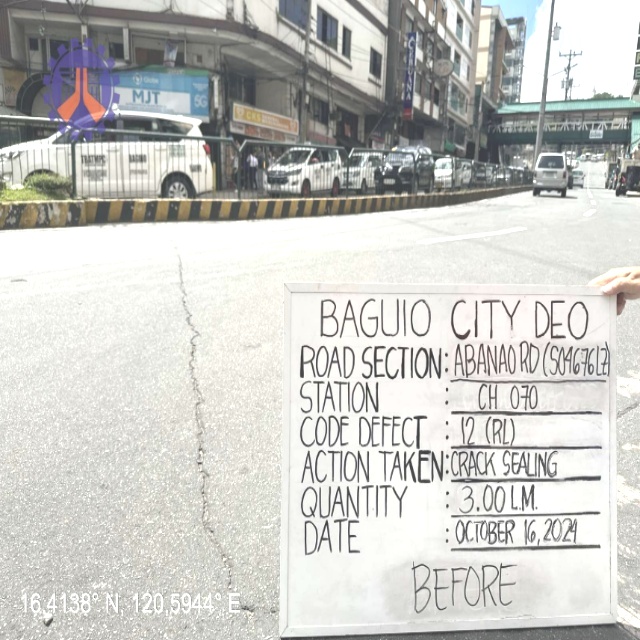 MJT
5G
BAGUIO CITY DEO
ROAD SECTION: ABANAO RD (S04676LZ)
STATION : CH 070
CODE DEFECT : 12 (RL)
ACTION TAKEN: CRACK SEALING
QUANTITY : 3.00 L.M.
DATE : OCTOBER 16, 2024
BEFORE
16.4138° N, 120.5944° E